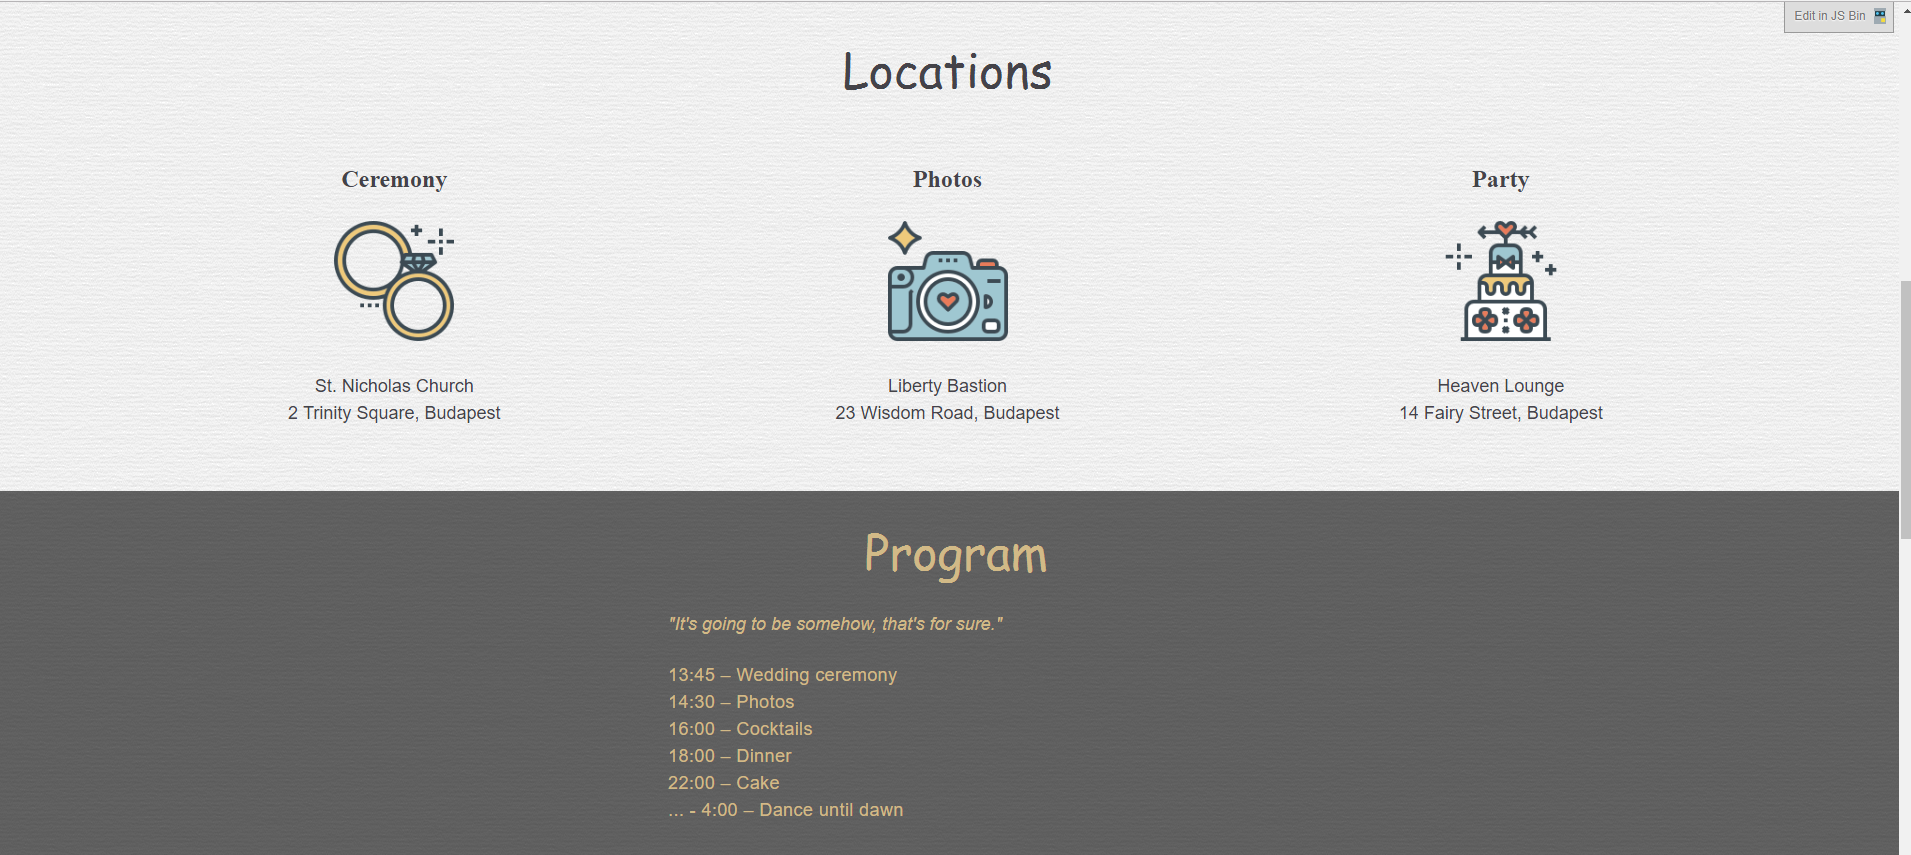 Edit in JS Bin
Locations
Ceremony
Photos
Party
St. Nicholas Church
2 Trinity Square, Budapest
Liberty Bastion
23 Wisdom Road, Budapest
Heaven Lounge
14 Fairy Street, Budapest
Program
"It's going to be somehow, that's for sure."
13:45 – Wedding ceremony
14:30 – Photos
16:00 – Cocktails
18:00 – Dinner
22:00 – Cake
... - 4:00 – Dance until dawn